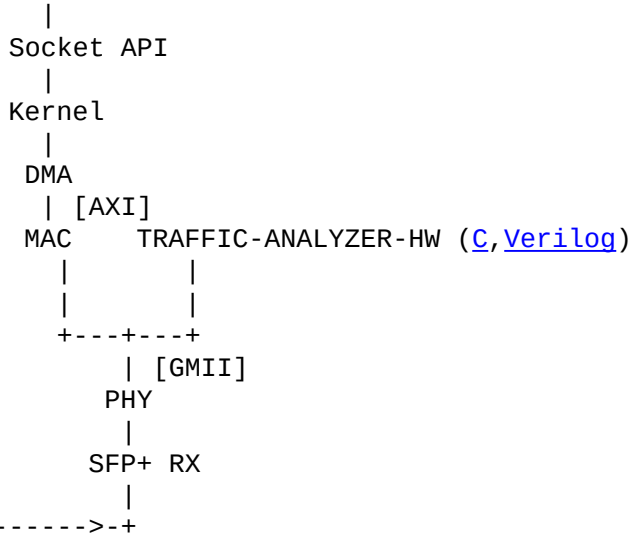 |
Socket API
|
Kernel
|
DMA
| [AXI]
MAC    TRAFFIC-ANALYZER-HW (C,Verilog)
|       |
|       |
+---+---+
| [GMII]
PHY
|
SFP+ RX
|
------>-+